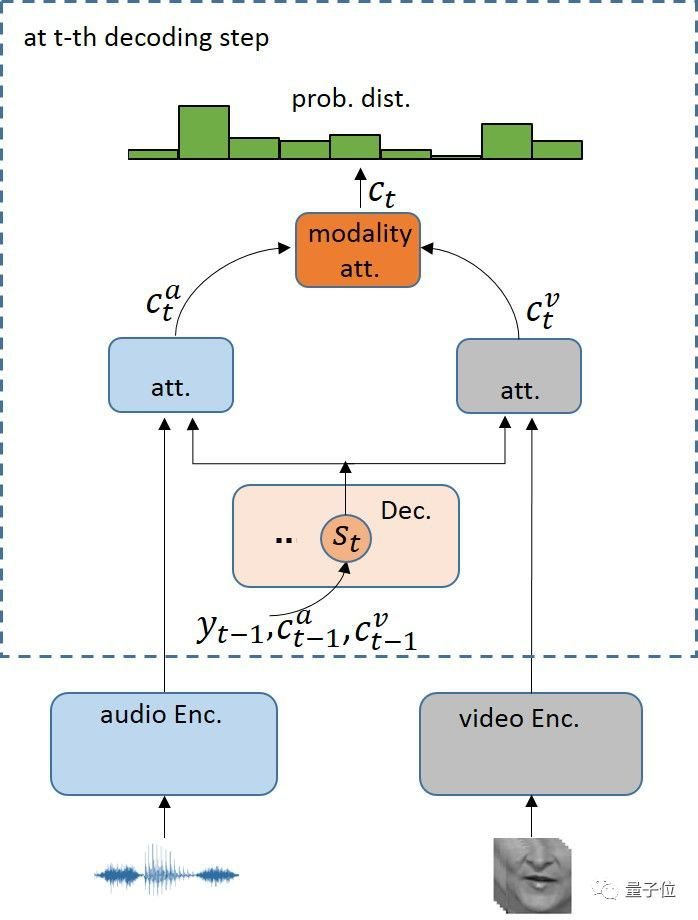 at t-th decoding step
prob. dist.
c_t
modality
att.
c_t^a
c_t^v
att.
att.
Dec.
..
s_t
y_{t-1},c_{t-1}^a,c_{t-1}^v
audio Enc.
video Enc.
量子位